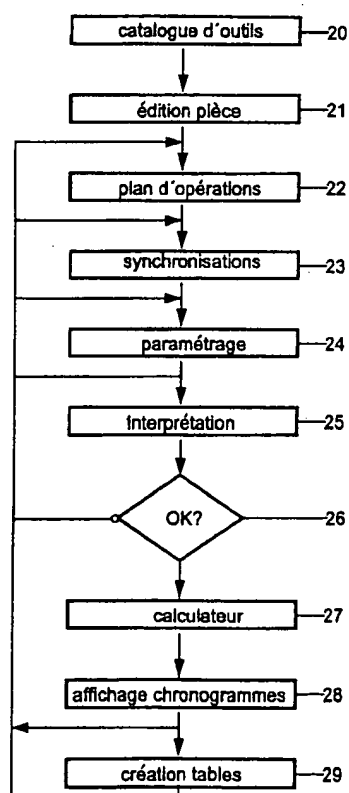 catalogue d'outils 20
édition pièce 21
plan d'opérations 22
synchronisations 23
paramétrage 24
interprétation 25
OK? 26
calculateur 27
affichage chronogrammes 28
création tables 29